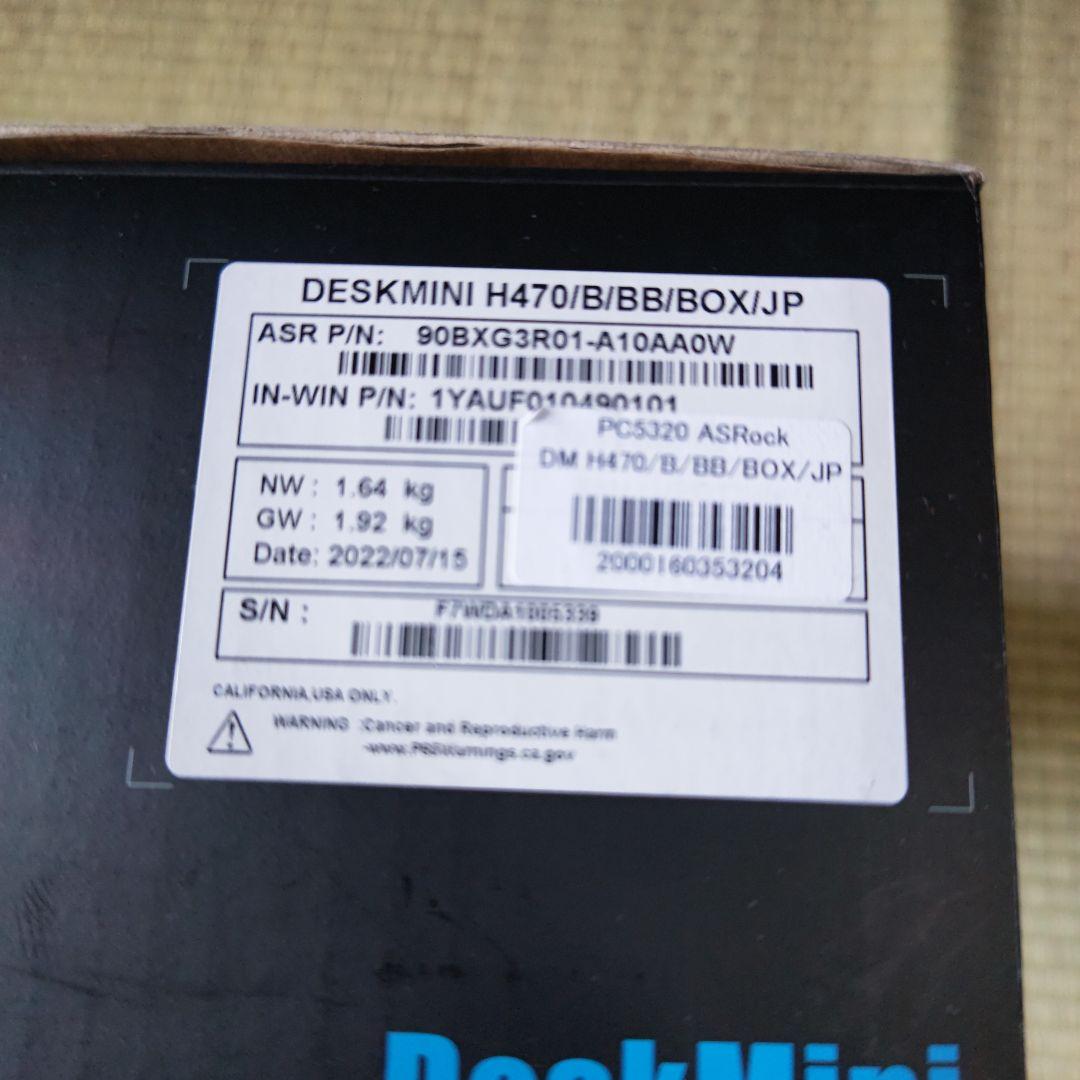 DESKMINI H470/B/BB/BOX/JP
ASR P/N: 90BXG3R01-A10AA0W
IN-WIN P/N: 1YAUF010490101
PC5320 ASRock
DM H470/B/BB/BOX/JP
2000160353204
NW : 1.64 kg
GW : 1.92 kg
Date: 2022/07/15
S/N :
CALIFORNIA, USA ONLY.
WARNING :Cancer and Reproductive Harm
DeskMini